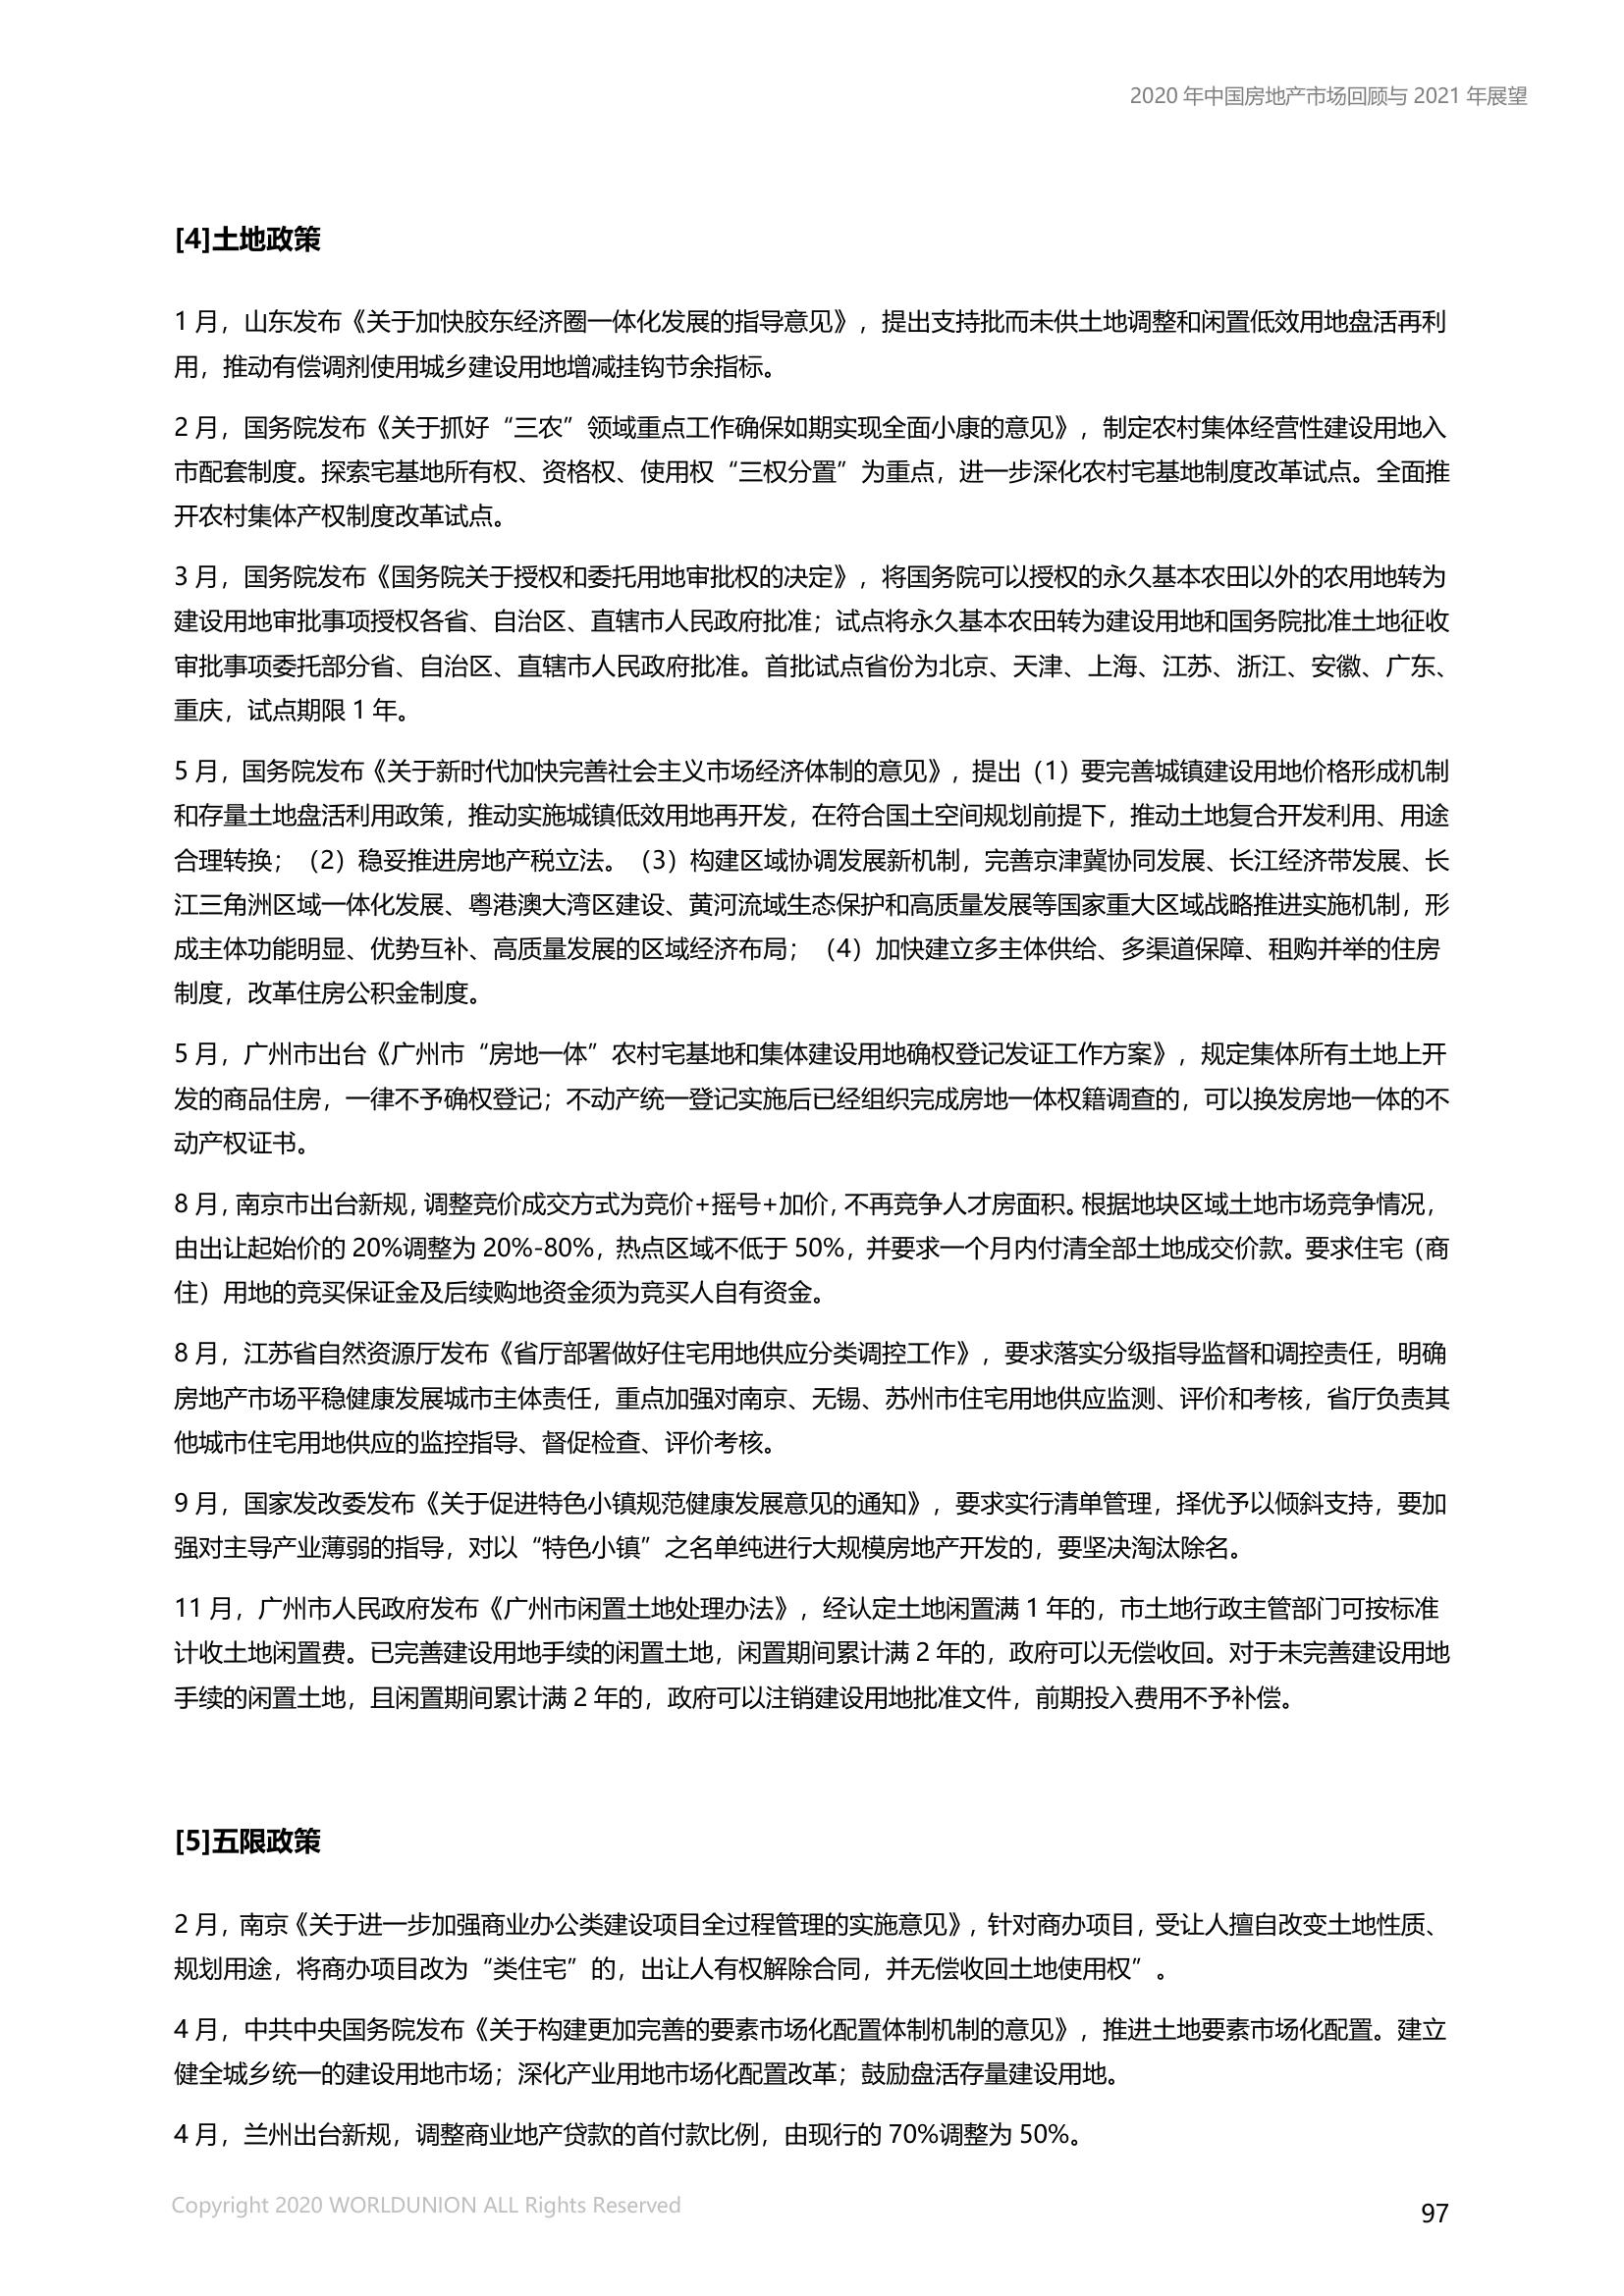 2020 年中国房地产市场回顾与 2021 年展望
[4]土地政策
1 月，山东发布《关于加快胶东经济圈一体化发展的指导意见》，提出支持批而未供土地调整和闲置低效用地盘活再利
用，推动有偿调剂使用城乡建设用地增减挂钩节余指标。
2 月，国务院发布《关于抓好“三农”领域重点工作确保如期实现全面小康的意见》，制定农村集体经营性建设用地入
市配套制度。探索宅基地所有权、资格权、使用权“三权分置”为重点，进一步深化农村宅基地制度改革试点。全面推
开农村集体产权制度改革试点。
3 月，国务院发布《国务院关于授权和委托用地审批权的决定》，将国务院可以授权的永久基本农田以外的农用地转为
建设用地审批事项授权各省、自治区、直辖市人民政府批准；试点将永久基本农田转为建设用地和国务院批准土地征收
审批事项委托部分省、自治区、直辖市人民政府批准。首批试点省份为北京、天津、上海、江苏、浙江、安徽、广东、
重庆，试点期限 1 年。
5 月，国务院发布《关于新时代加快完善社会主义市场经济体制的意见》，提出（1）要完善城镇建设用地价格形成机制
和存量土地盘活利用政策，推动实施城镇低效用地再开发，在符合国土空间规划前提下，推动土地复合开发利用、用途
合理转换；（2）稳妥推进房地产税立法。（3）构建区域协调发展新机制，完善京津冀协同发展、长江经济带发展、长
江三角洲区域一体化发展、粤港澳大湾区建设、黄河流域生态保护和高质量发展等国家重大区域战略推进实施机制，形
成主体功能明显、优势互补、高质量发展的区域经济布局；（4）加快建立多主体供给、多渠道保障、租购并举的住房
制度，改革住房公积金制度。
5 月，广州市出台《广州市“房地一体”农村宅基地和集体建设用地确权登记发证工作方案》，规定集体所有土地上开
发的商品住房，一律不予确权登记；不动产统一登记实施后已经组织完成房地一体权籍调查的，可以换发房地一体的不
动产权证书。
8 月，南京市出台新规，调整竞价成交方式为竞价+摇号+加价，不再竞争人才房面积。根据地块区域土地市场竞争情况，
由出让起始价的 20%调整为 20%-80%，热点区域不低于 50%，并要求一个月内付清全部土地成交价款。要求住宅（商
住）用地的竞买保证金及后续购地资金须为竞买人自有资金。
8 月，江苏省自然资源厅发布《省厅部署做好住宅用地供应分类调控工作》，要求落实分级指导监督和调控责任，明确
房地产市场平稳健康发展城市主体责任，重点加强对南京、无锡、苏州市住宅用地供应监测、评价和考核，省厅负责其
他城市住宅用地供应的监控指导、督促检查、评价考核。
9 月，国家发改委发布《关于促进特色小镇规范健康发展意见的通知》，要求实行清单管理，择优予以倾斜支持，要加
强对主导产业薄弱的指导，对以“特色小镇”之名单纯进行大规模房地产开发的，要坚决淘汰除名。
11 月，广州市人民政府发布《广州市闲置土地处理办法》，经认定土地闲置满 1 年的，市土地行政主管部门可按标准
计收土地闲置费。已完善建设用地手续的闲置土地，闲置期间累计满 2 年的，政府可以无偿收回。对于未完善建设用地
手续的闲置土地，且闲置期间累计满 2 年的，政府可以注销建设用地批准文件，前期投入费用不予补偿。
[5]五限政策
2 月，南京《关于进一步加强商业办公类建设项目全过程管理的实施意见》，针对商办项目，受让人擅自改变土地性质、
规划用途，将商办项目改为“类住宅”的，出让人有权解除合同，并无偿收回土地使用权”。
4 月，中共中央国务院发布《关于构建更加完善的要素市场化配置体制机制的意见》，推进土地要素市场化配置。建立
健全城乡统一的建设用地市场；深化产业用地市场化配置改革；鼓励盘活存量建设用地。
4 月，兰州出台新规，调整商业地产贷款的首付款比例，由现行的 70%调整为 50%。
Copyright 2020 WORLDUNION ALL Rights Reserved
97